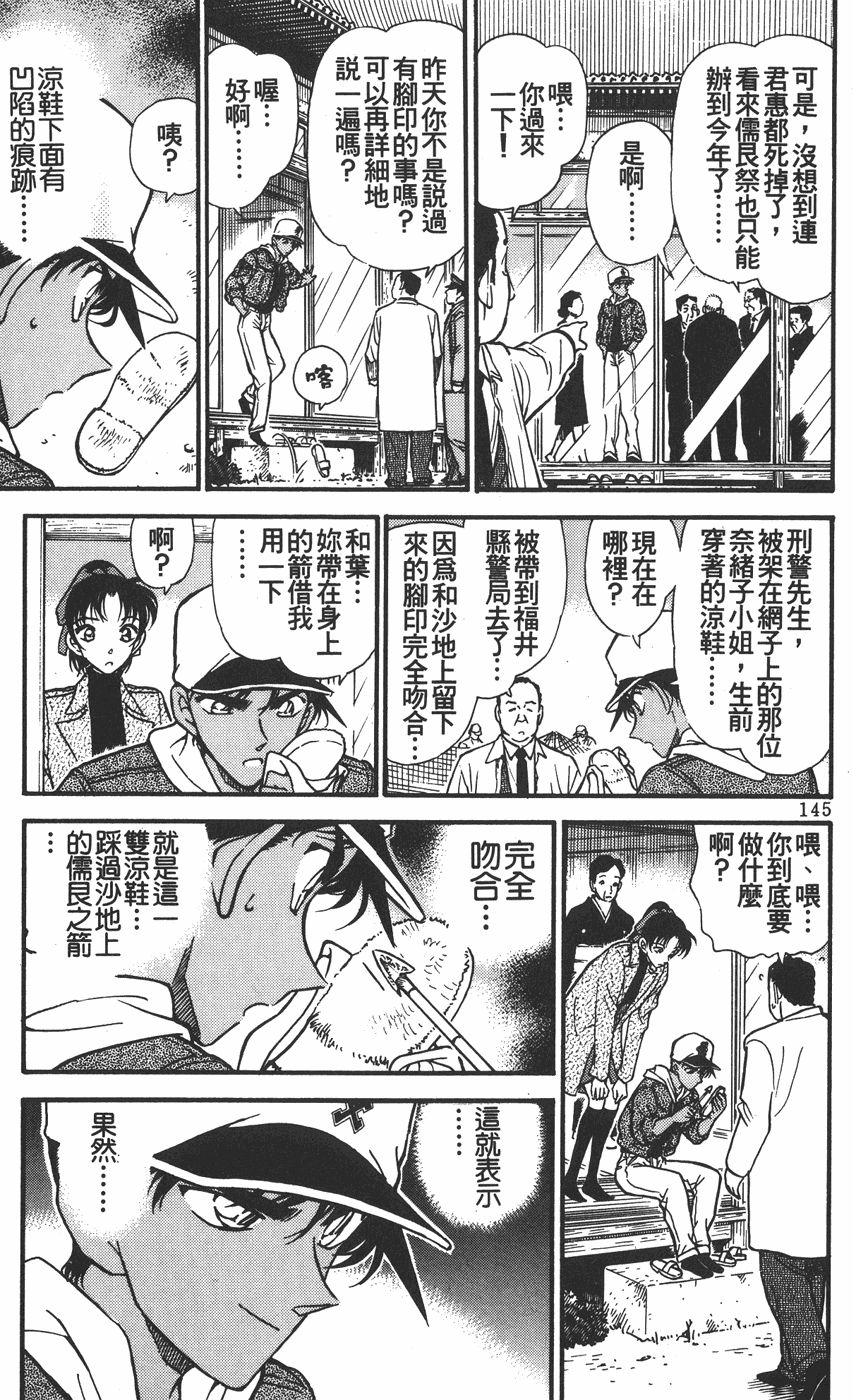 可是，沒想到連
君惠都死掉了，
看來儒艮祭也只能
辦到今年了……
是啊……
喂…
你過來
一下！
昨天你不是説過
有腳印的事嗎？
可以再詳細地
説一遍嗎？
喔…
好啊……
喀
咦？
涼鞋下面有
凹陷的痕跡……
刑警先生，
被架在網子上的那位
奈緒子小姐，生前
穿著的涼鞋……
現在在
哪裡？
被帶到福井
縣警局去了…
因爲和沙地上留下
來的腳印完全吻合…
和葉…
妳帶在身上
的箭借我
用一下
……
啊？
145
喂、喂…
你到底要
做什麼
啊？
完全
吻合…
就是這一
雙涼鞋…
踩過沙地上
的儒艮之箭
…
這就表示
……
果然……